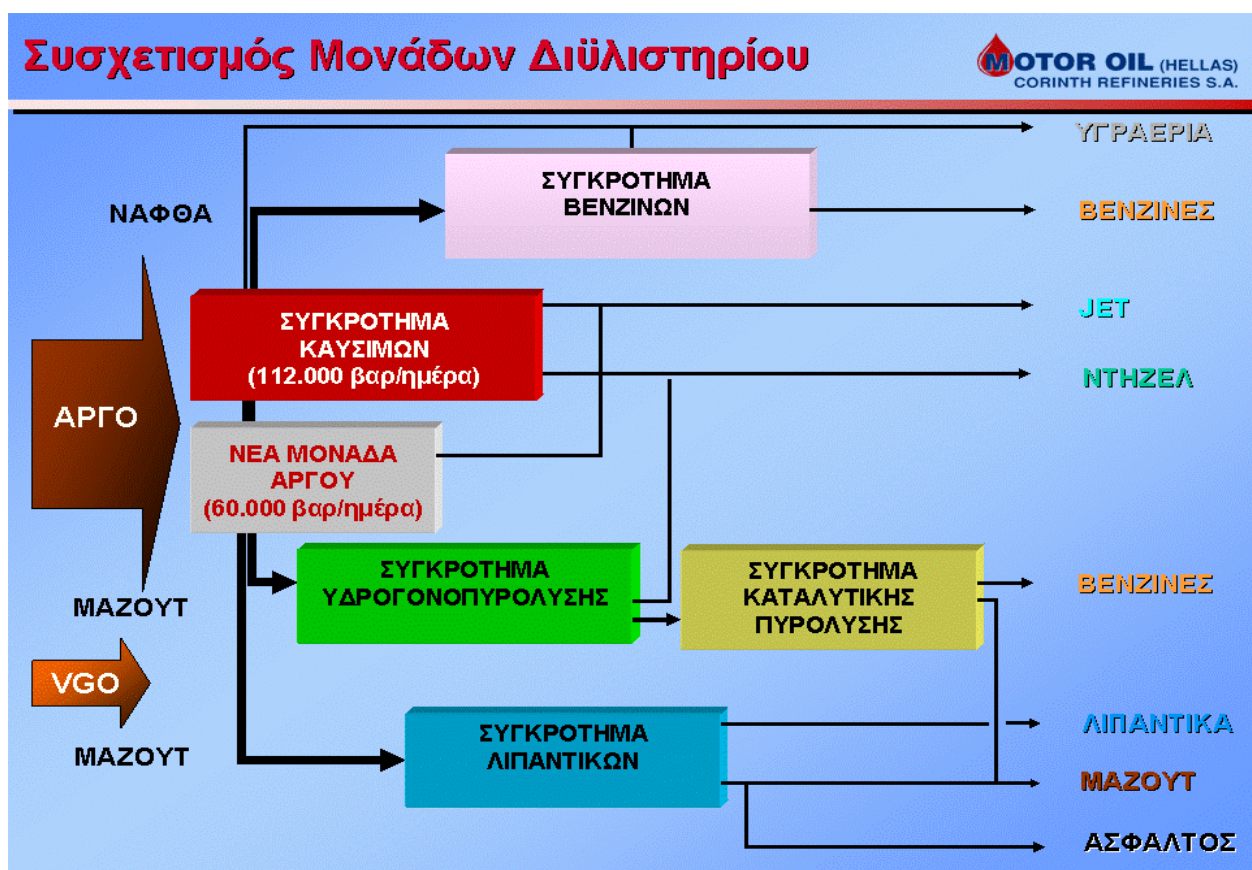 Συσχετισμός Μονάδων Διϋλιστηρίου
MOTOR OIL (HELLAS)
CORINTH REFINERIES S.A.
ΥΓΡΑΕΡΙΑ
ΣΥΓΚΡΟΤΗΜΑ
ΒΕΝΖΙΝΩΝ
ΝΑΦΘΑ
ΒΕΝΖΙΝΕΣ
ΣΥΓΚΡΟΤΗΜΑ
ΚΑΥΣΙΜΩΝ
(112.000 βαρ/ημέρα)
JET
ΝΤΗΖΕΛ
ΑΡΓΟ
ΝΕΑ ΜΟΝΑΔΑ
ΑΡΓΟΥ
(60.000 βαρ/ημέρα)
ΣΥΓΚΡΟΤΗΜΑ
ΥΔΡΟΓΟΝΟΠΥΡΟΛΥΣΗΣ
ΣΥΓΚΡΟΤΗΜΑ
ΚΑΤΑΛΥΤΙΚΗΣ
ΠΥΡΟΛΥΣΗΣ
ΒΕΝΖΙΝΕΣ
ΜΑΖΟΥΤ
VGO
ΜΑΖΟΥΤ
ΣΥΓΚΡΟΤΗΜΑ
ΛΙΠΑΝΤΙΚΩΝ
ΛΙΠΑΝΤΙΚΑ
ΜΑΖΟΥΤ
ΑΣΦΑΛΤΟΣ